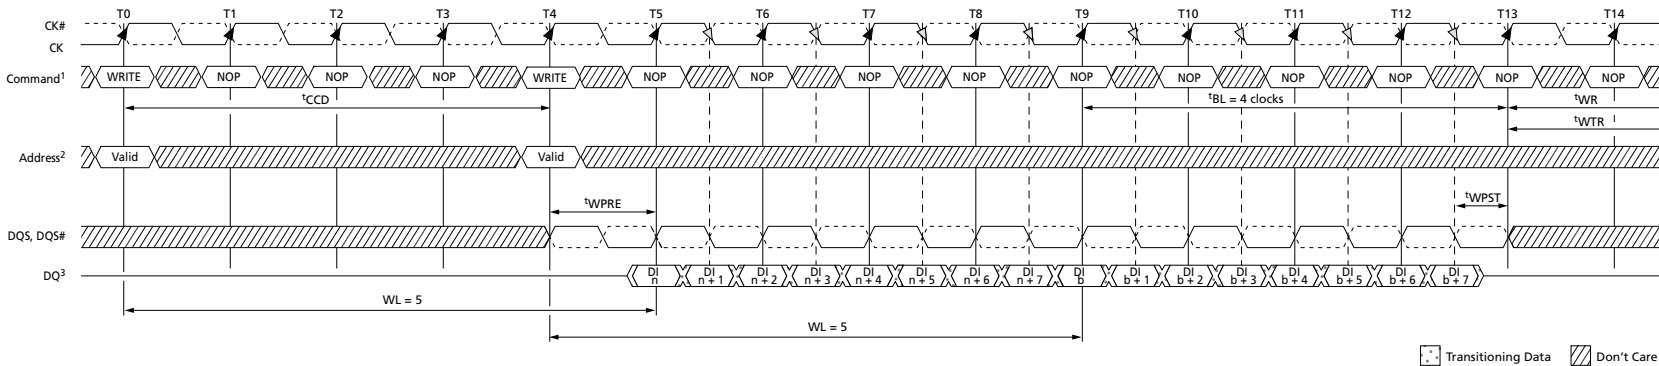 T0 T1 T2 T3 T4 T5 T6 T7 T8 T9 T10 T11 T12 T13 T14
CK#
CK
Command1 WRITE NOP NOP NOP WRITE NOP NOP NOP NOP NOP NOP NOP NOP NOP NOP
tCCD tBL = 4 clocks tWR
tWTR
Address2 Valid Valid
tWPRE tWPST
DQS, DQS#
DQ3 DI n DI n + 1 DI n + 2 DI n + 3 DI n + 4 DI n + 5 DI n + 6 DI n + 7 DI b DI b + 1 DI b + 2 DI b + 3 DI b + 4 DI b + 5 DI b + 6 DI b + 7
WL = 5
WL = 5
Transitioning Data Don't Care